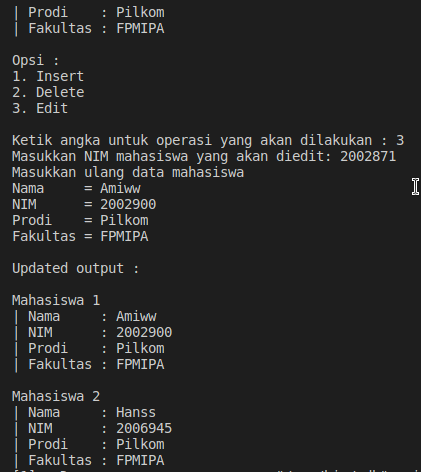 | Prodi    : Pilkom
| Fakultas : FPMIPA
Opsi :
1. Insert
2. Delete
3. Edit
Ketik angka untuk operasi yang akan dilakukan : 3
Masukkan NIM mahasiswa yang akan diedit: 2002871
Masukkan ulang data mahasiswa
Nama     = Amiww
NIM      = 2002900
Prodi    = Pilkom
Fakultas = FPMIPA
Updated output :
Mahasiswa 1
| Nama     : Amiww
| NIM      : 2002900
| Prodi    : Pilkom
| Fakultas : FPMIPA
Mahasiswa 2
| Nama     : Hanss
| NIM      : 2006945
| Prodi    : Pilkom
| Fakultas : FPMIPA